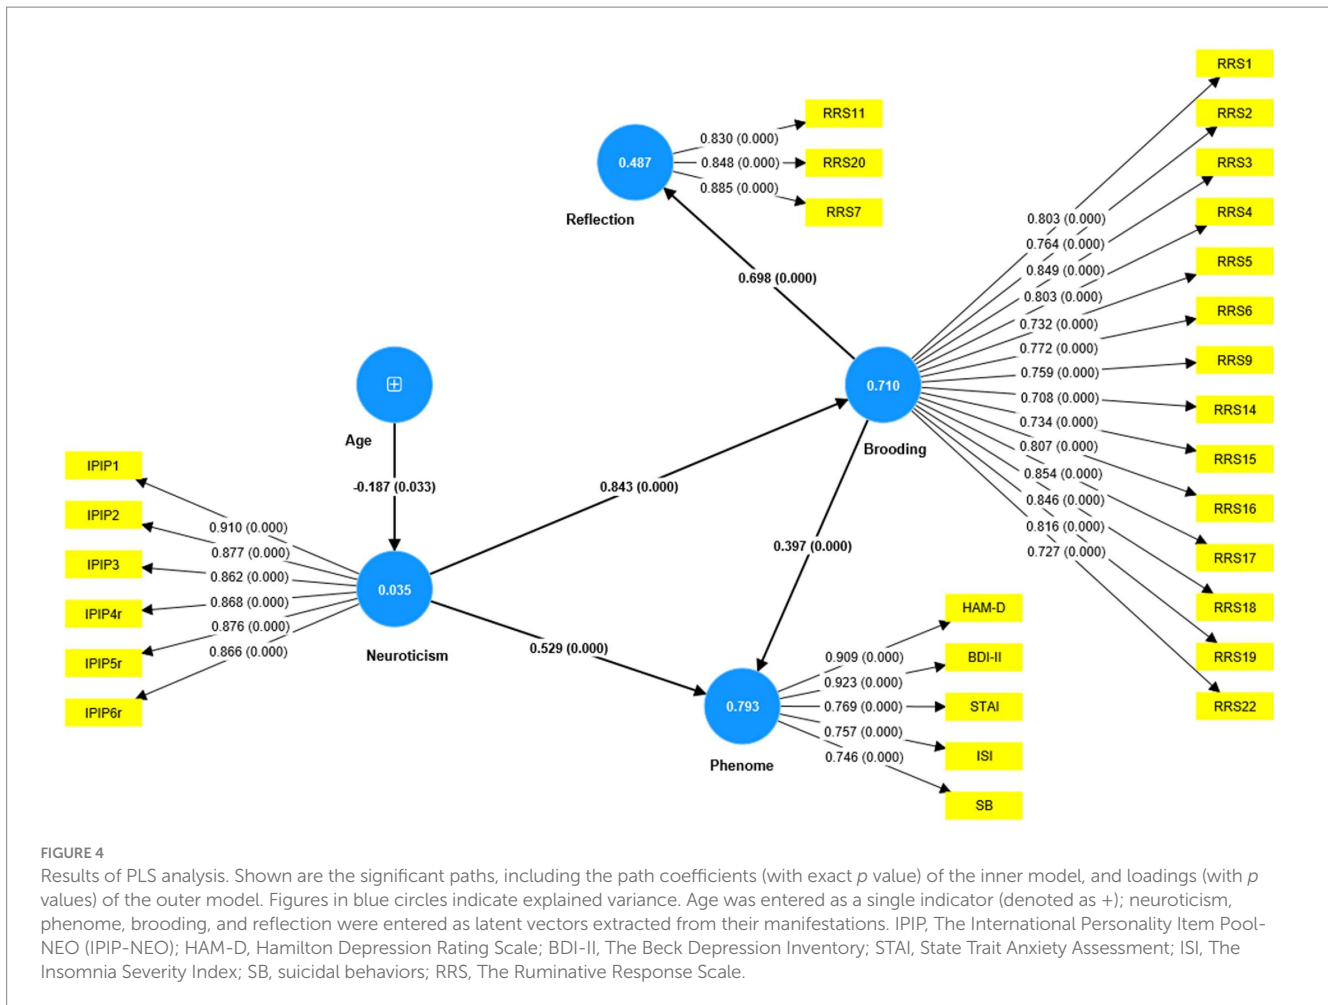 RRS1
RRS2
RRS3
RRS4
RRS5
RRS6
RRS9
RRS14
RRS15
RRS16
RRS17
RRS18
RRS19
RRS22
0.803 (0.000)
0.764 (0.000)
0.849 (0.000)
0.803 (0.000)
0.732 (0.000)
0.772 (0.000)
0.759 (0.000)
0.708 (0.000)
0.734 (0.000)
0.807 (0.000)
0.854 (0.000)
0.846 (0.000)
0.816 (0.000)
0.727 (0.000)
RRS11
RRS20
RRS7
0.830 (0.000)
0.848 (0.000)
0.885 (0.000)
0.487
Reflection
0.698 (0.000)
0.710
Brooding
Age
-0.187 (0.033)
0.843 (0.000)
0.397 (0.000)
IPIP1
IPIP2
IPIP3
IPIP4r
IPIP5r
IPIP6r
0.910 (0.000)
0.877 (0.000)
0.862 (0.000)
0.868 (0.000)
0.876 (0.000)
0.866 (0.000)
0.035
Neuroticism
0.529 (0.000)
0.793
Phenome
0.909 (0.000)
0.923 (0.000)
0.769 (0.000)
0.757 (0.000)
0.746 (0.000)
HAM-D
BDI-II
STAI
ISI
SB
FIGURE 4
Results of PLS analysis. Shown are the significant paths, including the path coefficients (with exact p value) of the inner model, and loadings (with p
values) of the outer model. Figures in blue circles indicate explained variance. Age was entered as a single indicator (denoted as +); neuroticism,
phenome, brooding, and reflection were entered as latent vectors extracted from their manifestations. IPIP, The International Personality Item Pool-
NEO (IPIP-NEO); HAM-D, Hamilton Depression Rating Scale; BDI-II, The Beck Depression Inventory; STAI, State Trait Anxiety Assessment; ISI, The
Insomnia Severity Index; SB, suicidal behaviors; RRS, The Ruminative Response Scale.